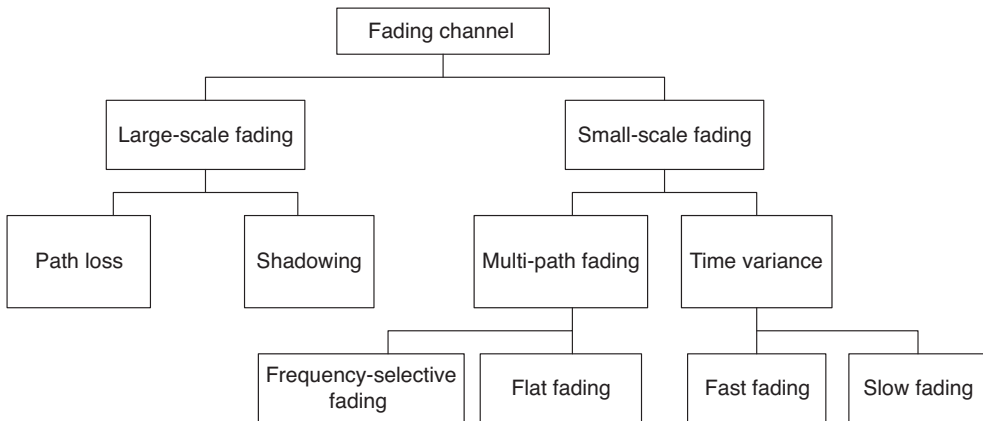 Fading channel
Large-scale fading
Small-scale fading
Path loss
Shadowing
Multi-path fading
Time variance
Frequency-selective
fading
Flat fading
Fast fading
Slow fading